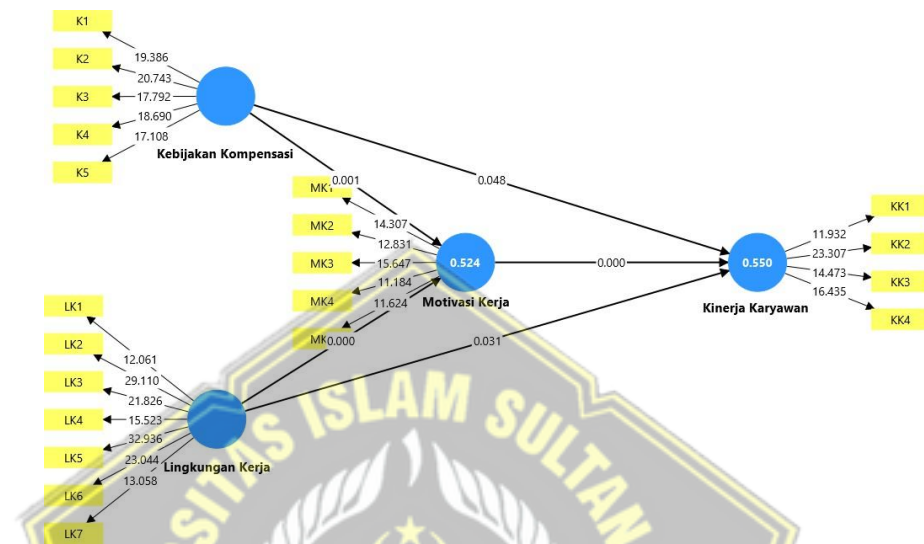 K1
K2
K3
K4
K5
19.386
20.743
17.792
18.690
17.108
Kebijakan Kompensasi
0.001
0.048
MK1
MK2
MK3
MK4
14.307
12.831
15.647
11.184
11.624
0.524
Motivasi Kerja
0.000
0.550
Kinerja Karyawan
11.932
23.307
14.473
16.435
KK1
KK2
KK3
KK4
0.000
0.031
LK1
LK2
LK3
LK4
LK5
LK6
LK7
12.061
29.110
21.826
15.523
32.936
23.044
13.058
Lingkungan Kerja
SITAS ISLAM SULTAN